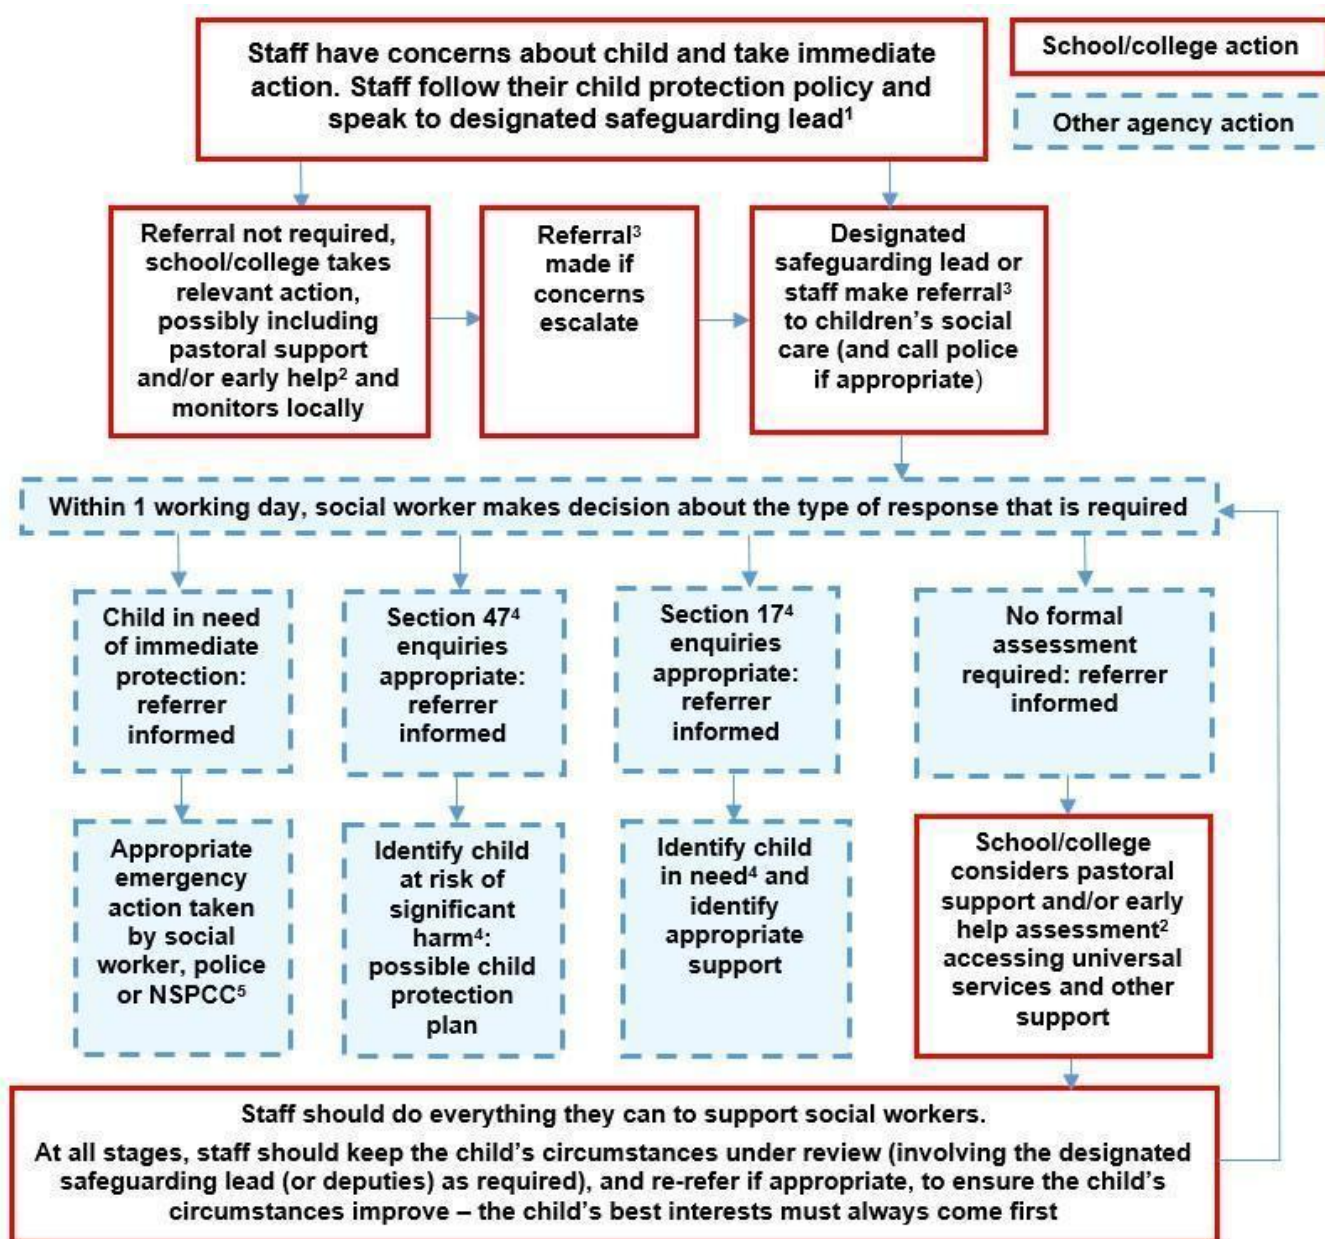 Staff have concerns about child and take immediate
action. Staff follow their child protection policy and
speak to designated safeguarding lead¹
School/college action
Other agency action
Referral not required,
school/college takes
relevant action,
possibly including
pastoral support
and/or early help² and
monitors locally
Referral³
made if
concerns
escalate
Designated
safeguarding lead or
staff make referral³
to children’s social
care (and call police
if appropriate)
Within 1 working day, social worker makes decision about the type of response that is required
Child in need
of immediate
protection:
referrer
informed
Section 47⁴
enquiries
appropriate:
referrer
informed
Section 17⁴
enquiries
appropriate:
referrer
informed
No formal
assessment
required: referrer
informed
Appropriate
emergency
action taken
by social
worker, police
or NSPCC⁵
Identify child
at risk of
significant
harm⁴:
possible child
protection
plan
Identify child
in need⁴ and
identify
appropriate
support
School/college
considers pastoral
support and/or early
help assessment²
accessing universal
services and other
support
Staff should do everything they can to support social workers.
At all stages, staff should keep the child’s circumstances under review (involving the designated
safeguarding lead (or deputies) as required), and re-refer if appropriate, to ensure the child’s
circumstances improve – the child’s best interests must always come first